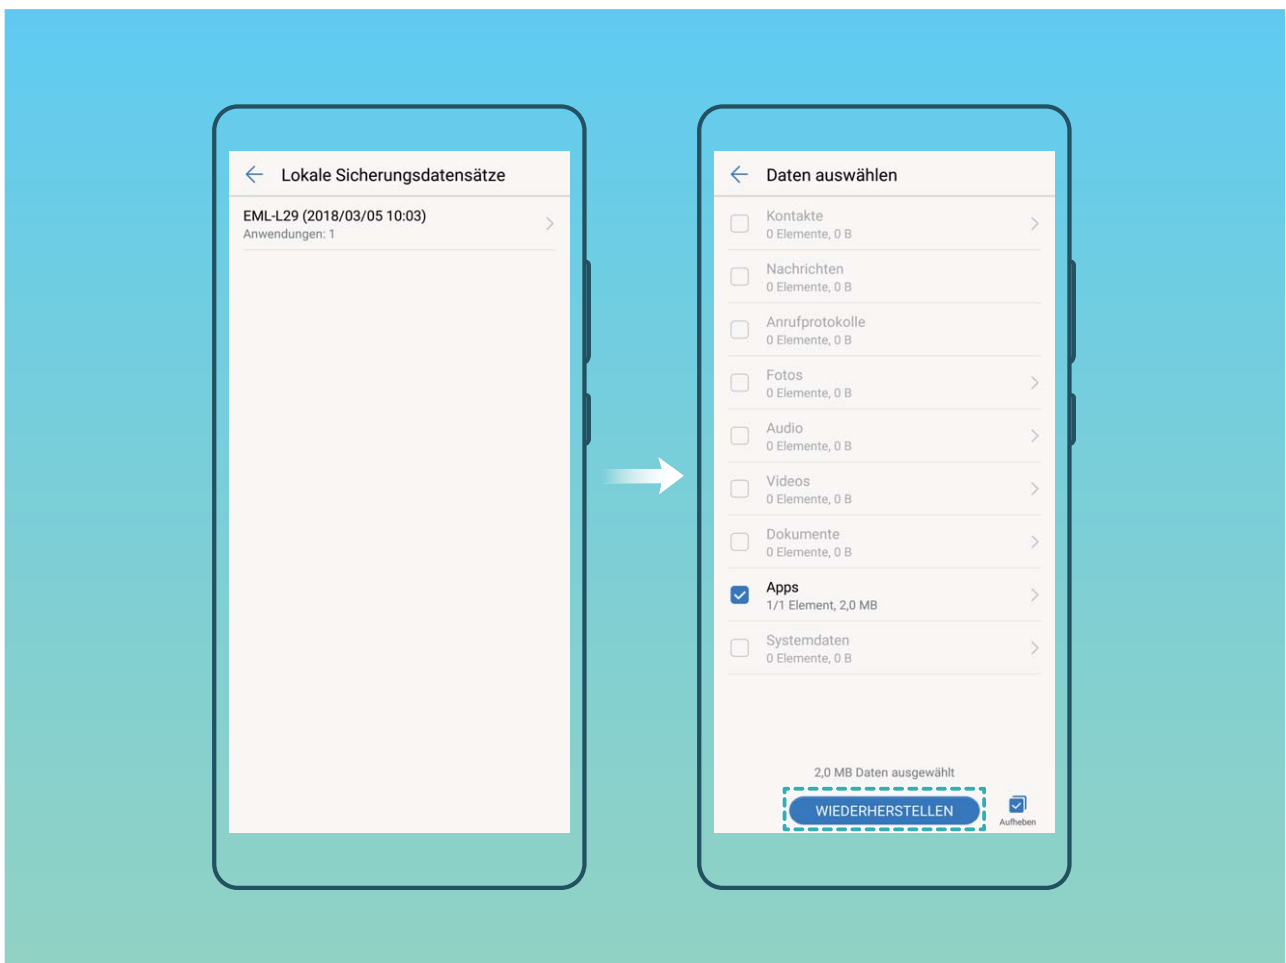 Lokale Sicherungsdatensätze
EML-L29 (2018/03/05 10:03)
Anwendungen: 1
Daten auswählen
Kontakte
0 Elemente, 0 B
Nachrichten
0 Elemente, 0 B
Anrufprotokolle
0 Elemente, 0 B
Fotos
0 Elemente, 0 B
Audio
0 Elemente, 0 B
Videos
0 Elemente, 0 B
Dokumente
0 Elemente, 0 B
Apps
1/1 Element, 2,0 MB
Systemdaten
0 Elemente, 0 B
2,0 MB Daten ausgewählt
WIEDERHERSTELLEN
Aufheben